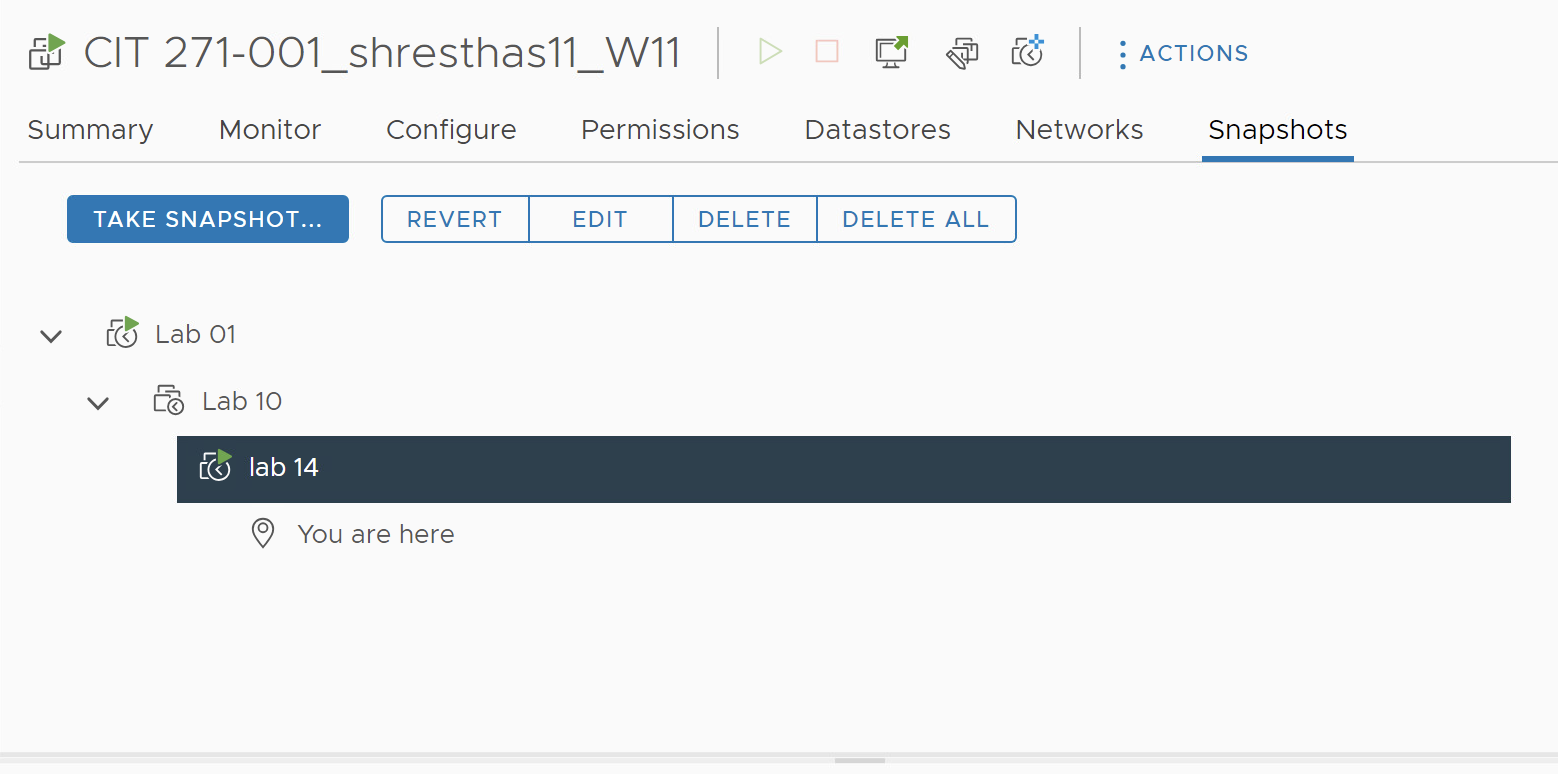 CIT 271-001_shresthas11_W11
ACTIONS
Summary Monitor Configure Permissions Datastores Networks Snapshots
TAKE SNAPSHOT... REVERT EDIT DELETE DELETE ALL
Lab 01
Lab 10
lab 14
You are here